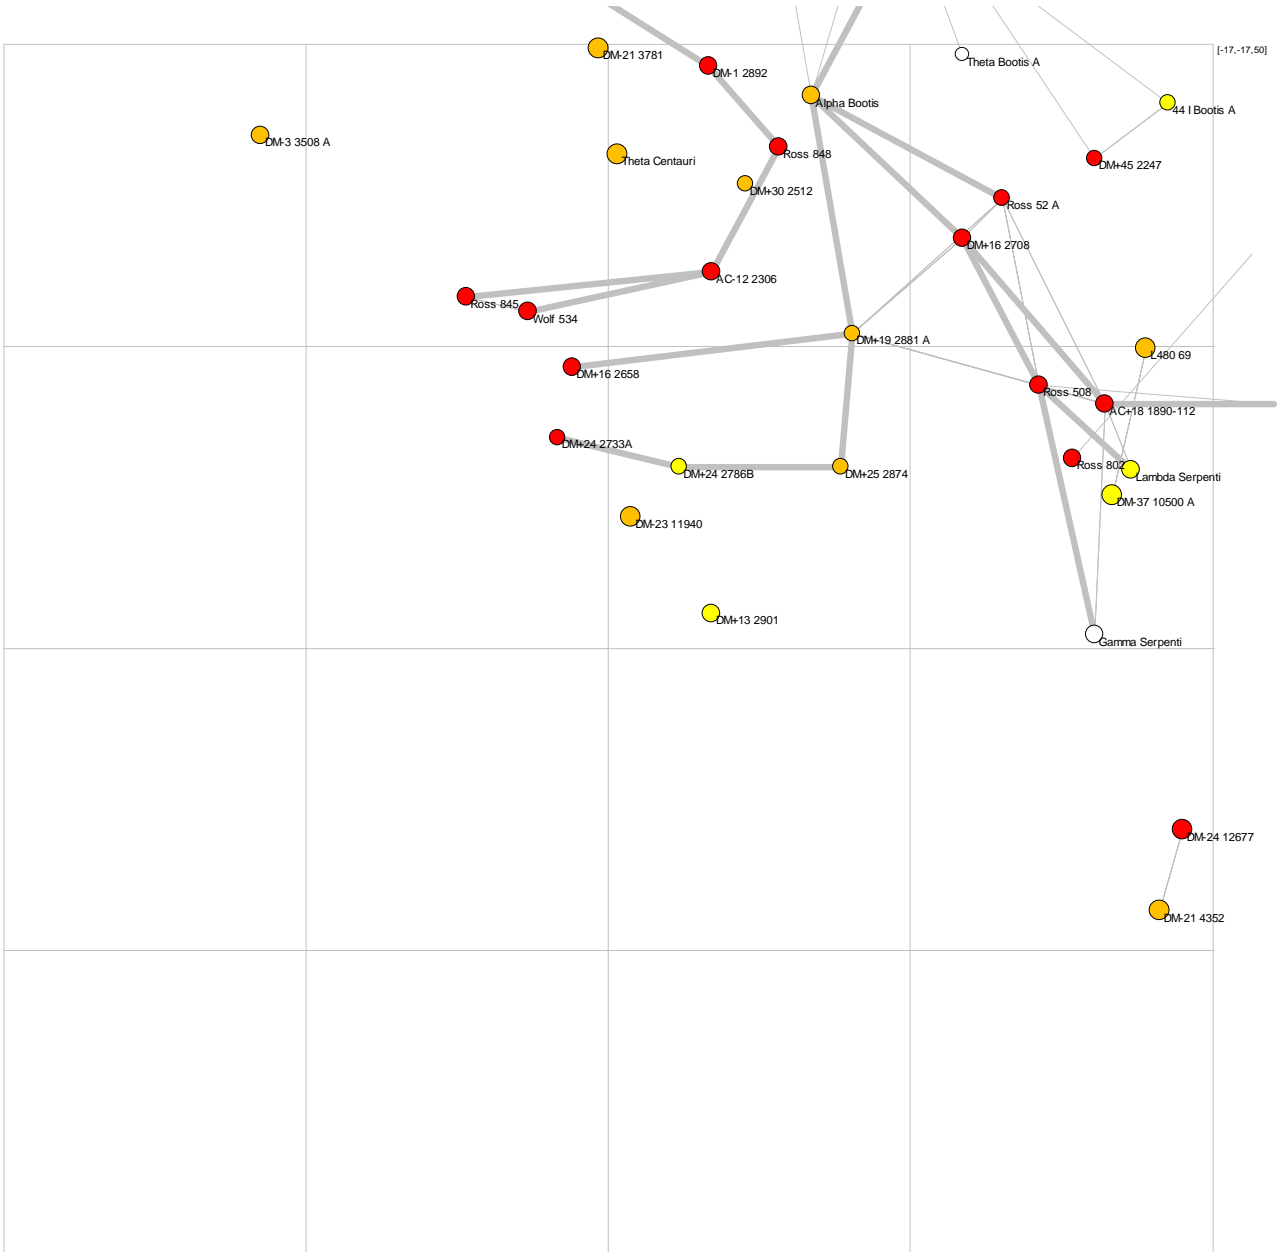 [-17,-17,50]
DM-21 3781
Theta Bootis A
DM-1 2892
Alpha Bootis
44 I Bootis A
DM-3 3508 A
Ross 848
Theta Centauri
DM+45 2247
DM+30 2512
Ross 52 A
DM+16 2708
AC-12 2306
Ross 845
Wolf 534
DM+19 2881 A
L480 69
DM+16 2658
Ross 508
AC+18 1890-112
DM+24 2733A
Ross 802
DM+24 2786B
DM+25 2874
Lambda Serpenti
DM-37 10500 A
DM-23 11940
DM+13 2901
Gamma Serpenti
DM-24 12677
DM-21 4352